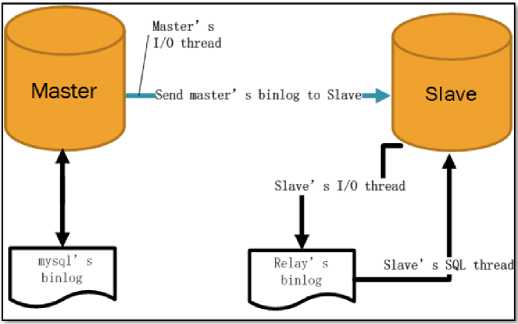 Master's
I/O thread
Master
Send master's binlog to Slave
Slave
Slave's I/O thread
mysql's
binlog
Relay's
binlog
Slave's SQL thread